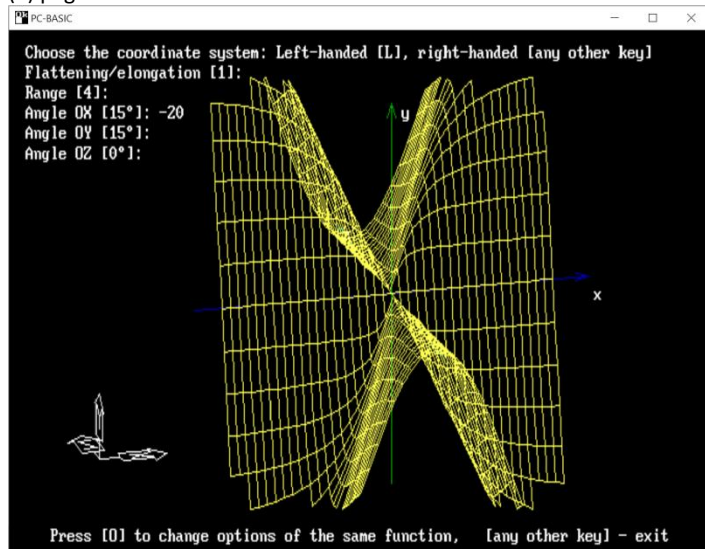 PC-BASIC
Choose the coordinate system: Left-handed [L], right-handed [any other key]
Flattening/elongation [1]:
Range [4]:
Angle OX [15°]: -20
Angle OY [15°]:
Angle OZ [0°]:
y
x
Press [O] to change options of the same function,   [any other key] - exit